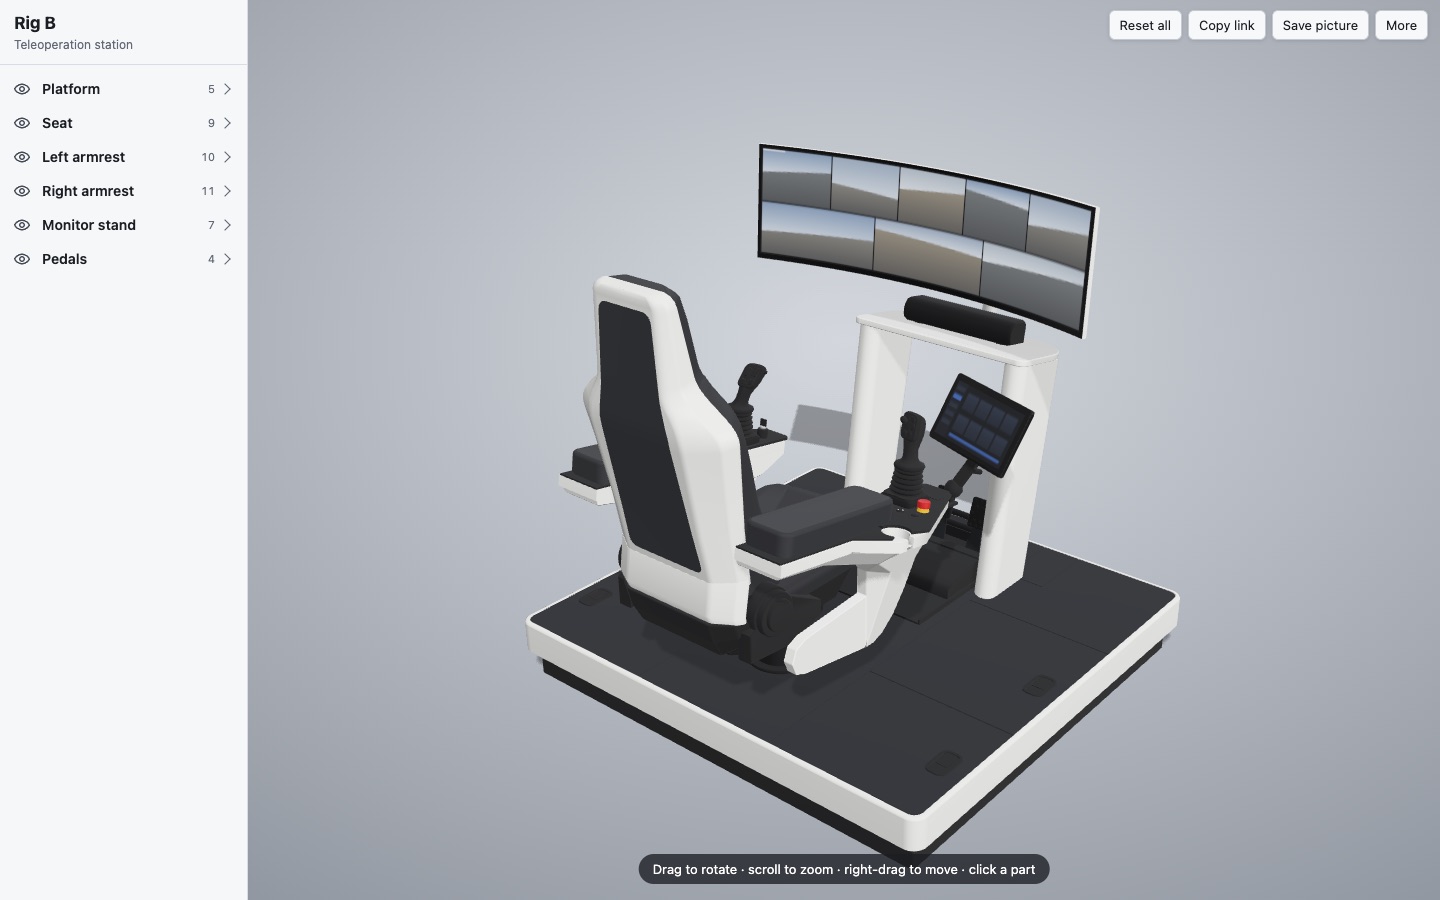 Rig B
Teleoperation station
Reset all
Copy link
Save picture
More
Platform 5
Seat 9
Left armrest 10
Right armrest 11
Monitor stand 7
Pedals 4
Drag to rotate · scroll to zoom · right-drag to move · click a part